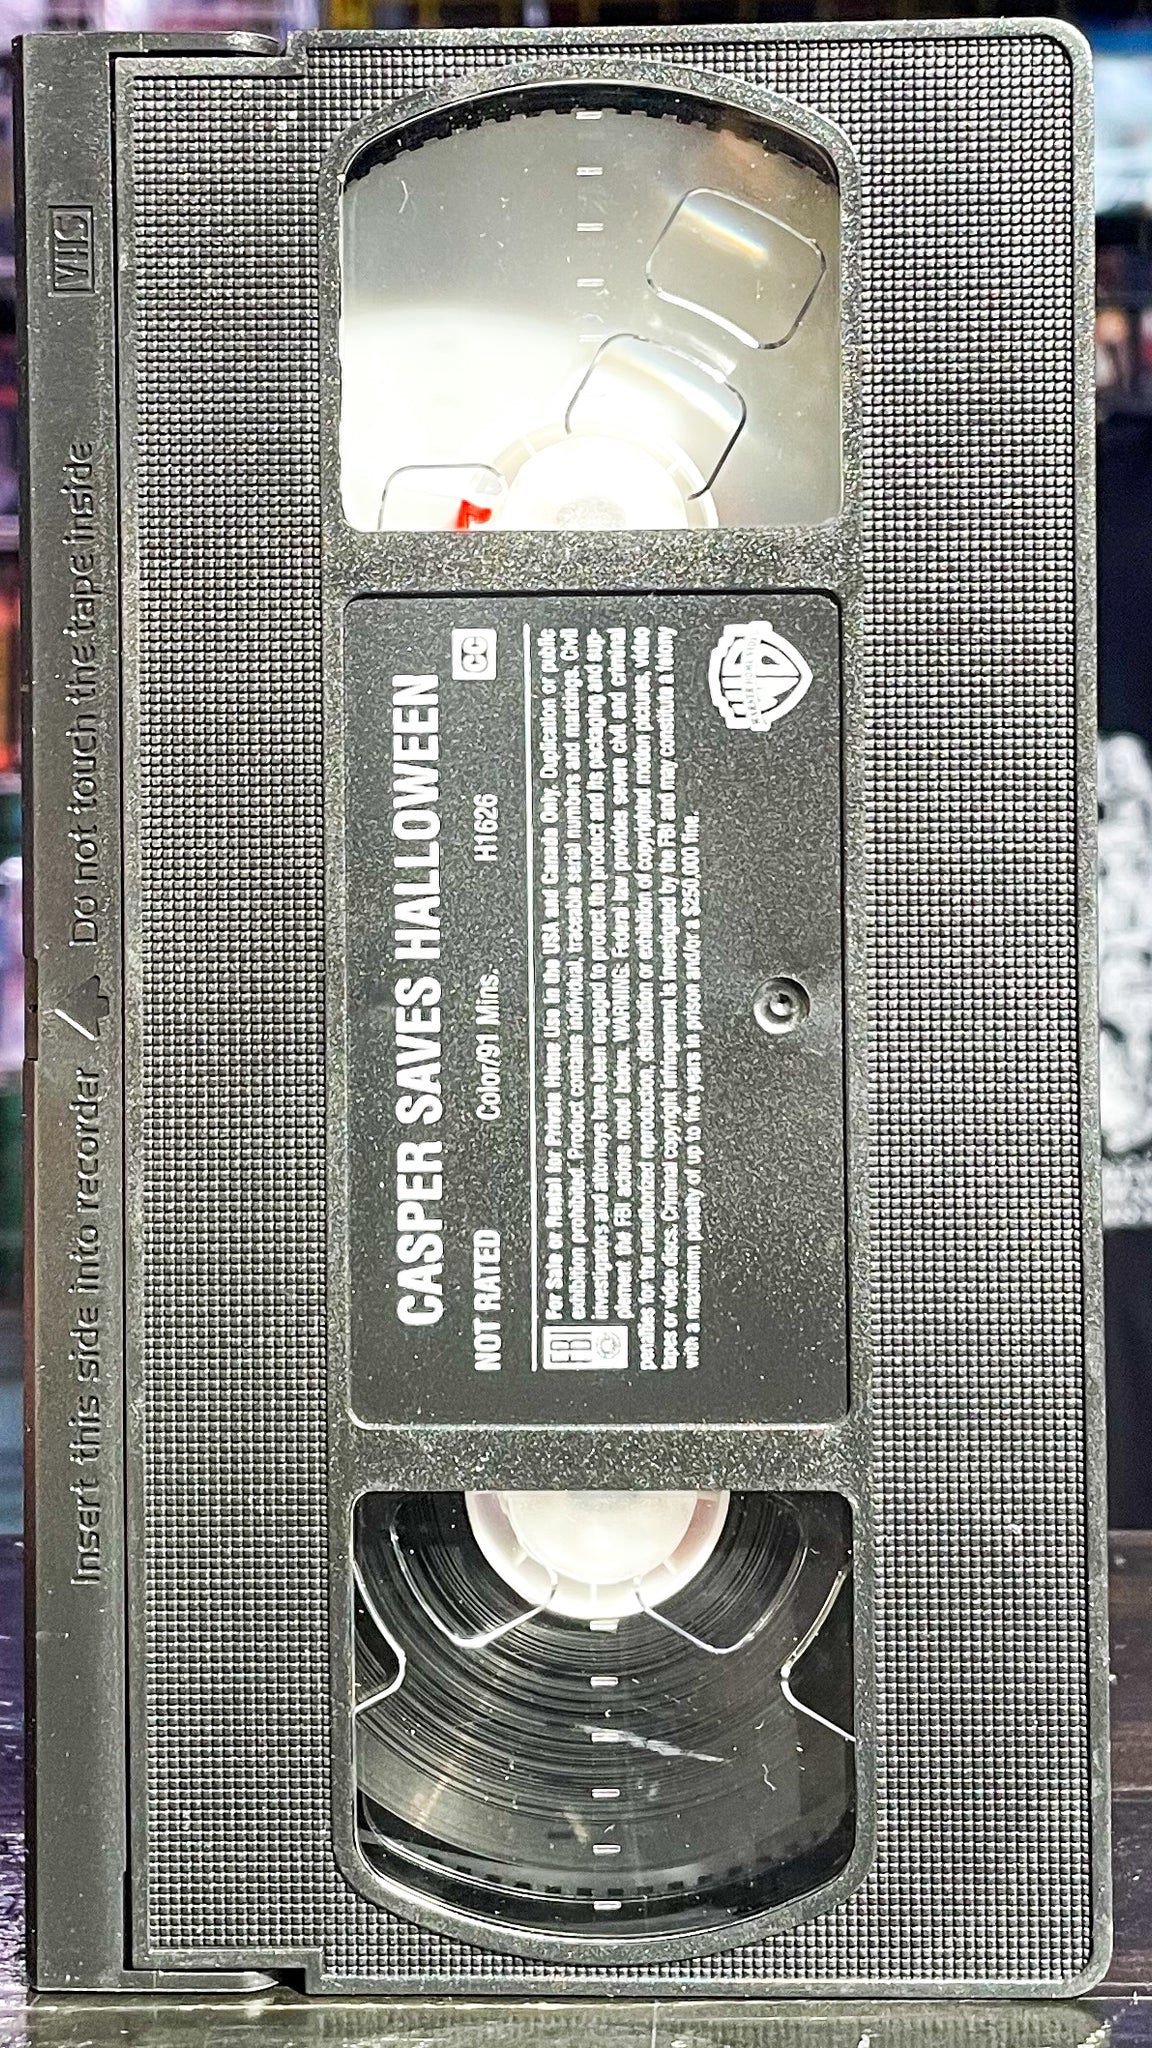 VHS
Insert this side into recorder
Do not touch the tape inside
CASPER SAVES HALLOWEEN
NOT RATED Color/91 Mins. H1626 CC
FBI
For Sale or Rental for Private Home Use in the USA and Canada Only. Duplication or public
exhibition prohibited. Product contains individual, traceable serial numbers and markings. Civil
investigators and attorneys have been engaged to protect the product and its packaging and sup-
plement the FBI actions noted below. WARNING: Federal law provides severe civil and criminal
penalties for the unauthorized reproduction, distribution or exhibition of copyrighted motion pictures, video
tapes or video discs. Criminal copyright infringement is investigated by the FBI and may constitute a felony
with a maximum penalty of up to five years in prison and/or a $250,000 fine.
WB